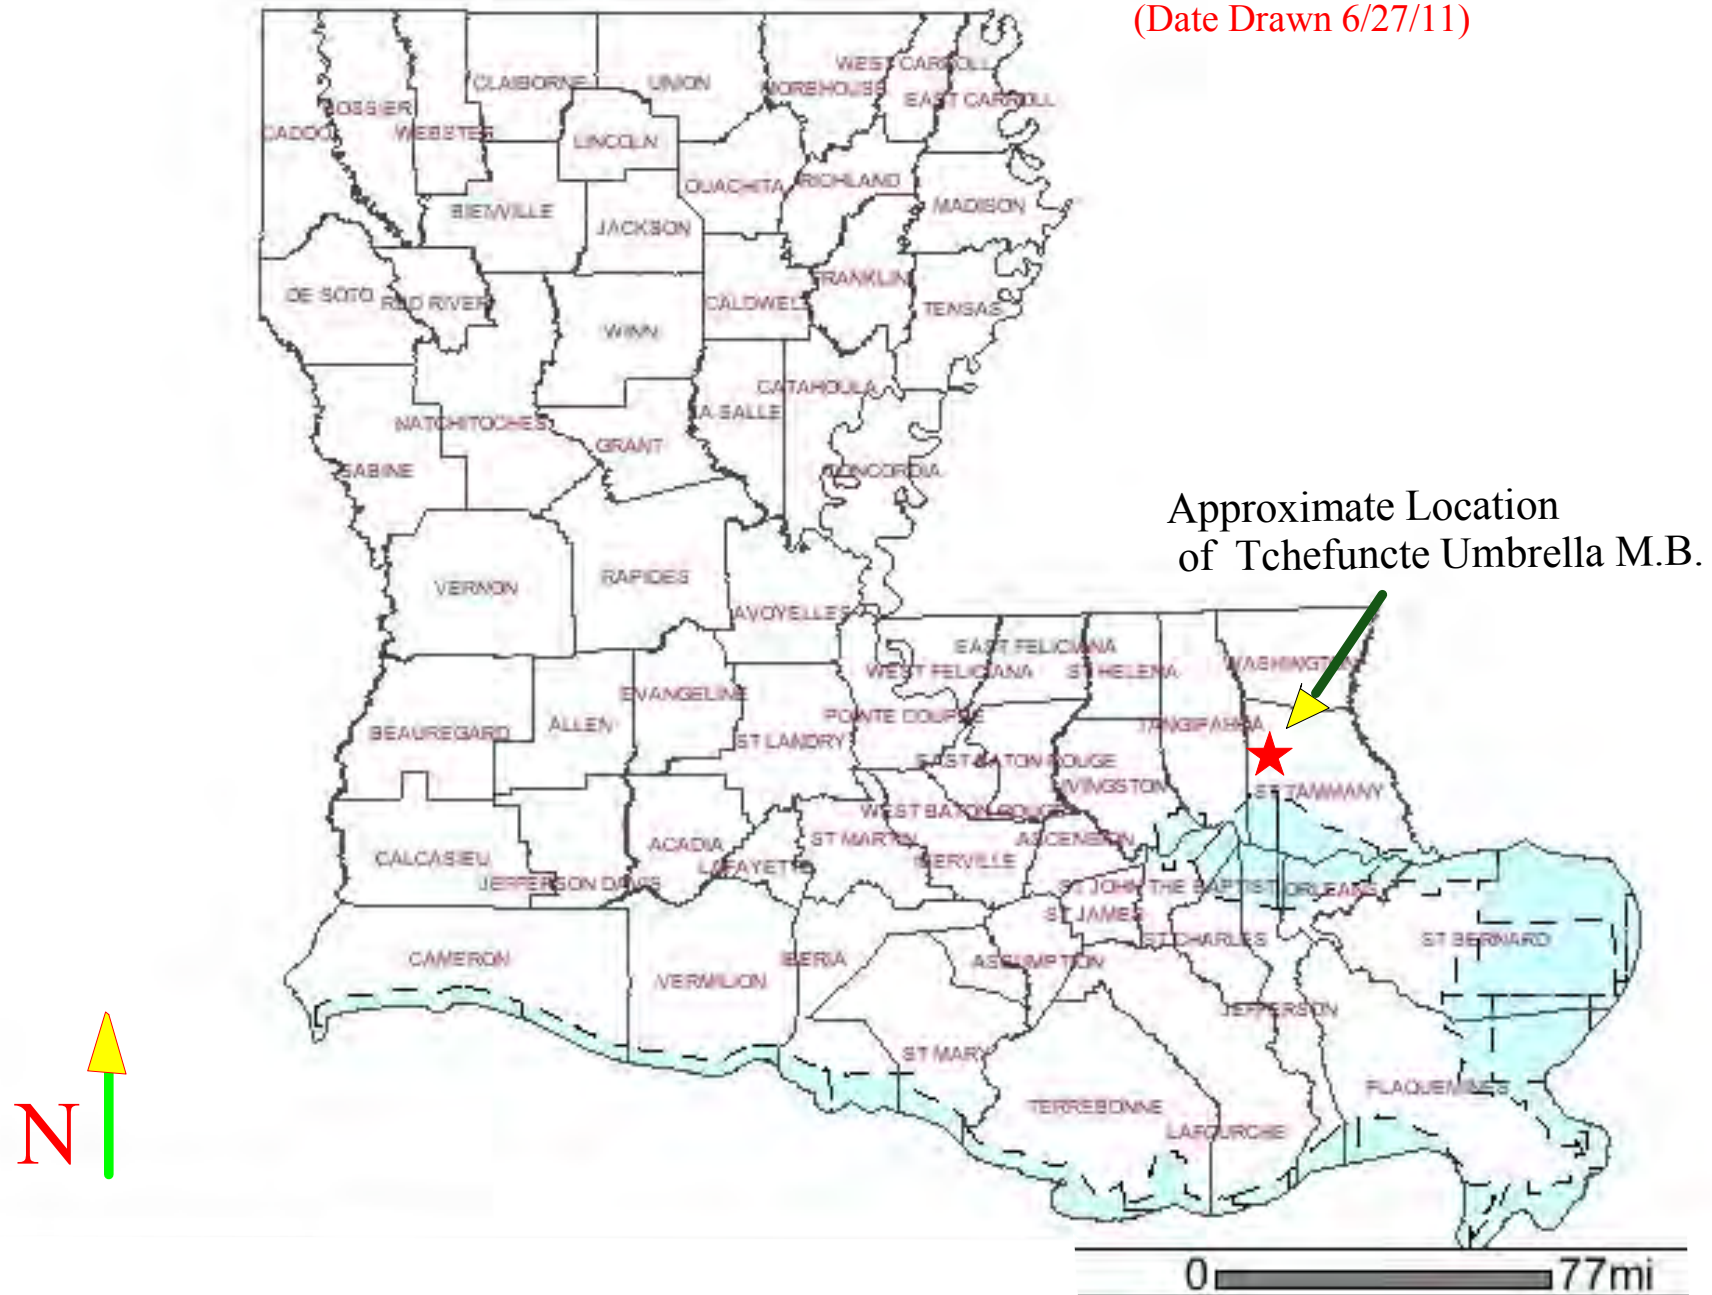 (Date Drawn 6/27/11)
WEST CARROLL
CLAIBORNE
UNION
MOREHOUSE
EAST CARROLL
BOSSIER
CADDO
WEBSTER
LINCOLN
OUACHITA
RICHLAND
MADISON
BIENVILLE
JACKSON
DE SOTO
RED RIVER
CALDWELL
FRANKLIN
TENSAS
WINN
CATAHOULA
LA SALLE
NATCHITOCHES
GRANT
SABINE
CONCORDIA
Approximate Location
of Tchefuncte Umbrella M.B.
VERNON
RAPIDES
AVOYELLES
EAST FELICIANA
WEST FELICIANA
ST HELENA
WASHINGTON
EVANGELINE
BEAUREGARD
ALLEN
POINTE COUPEE
TANGIPAHOA
ST LANDRY
EAST BATON ROUGE
LIVINGSTON
ST TAMMANY
WEST BATON ROUGE
ACADIA
ST MARTIN
ASCENSION
CALCASIEU
LAFAYETTE
IBERVILLE
JEFFERSON DAVIS
ST JOHN THE BAPTIST
ORLEANS
ST JAMES
ST CHARLES
ST BERNARD
CAMERON
IBERIA
ASSUMPTION
VERMILION
JEFFERSON
ST MARY
PLAQUEMINES
TERREBONNE
LAFOURCHE
N
0 77mi